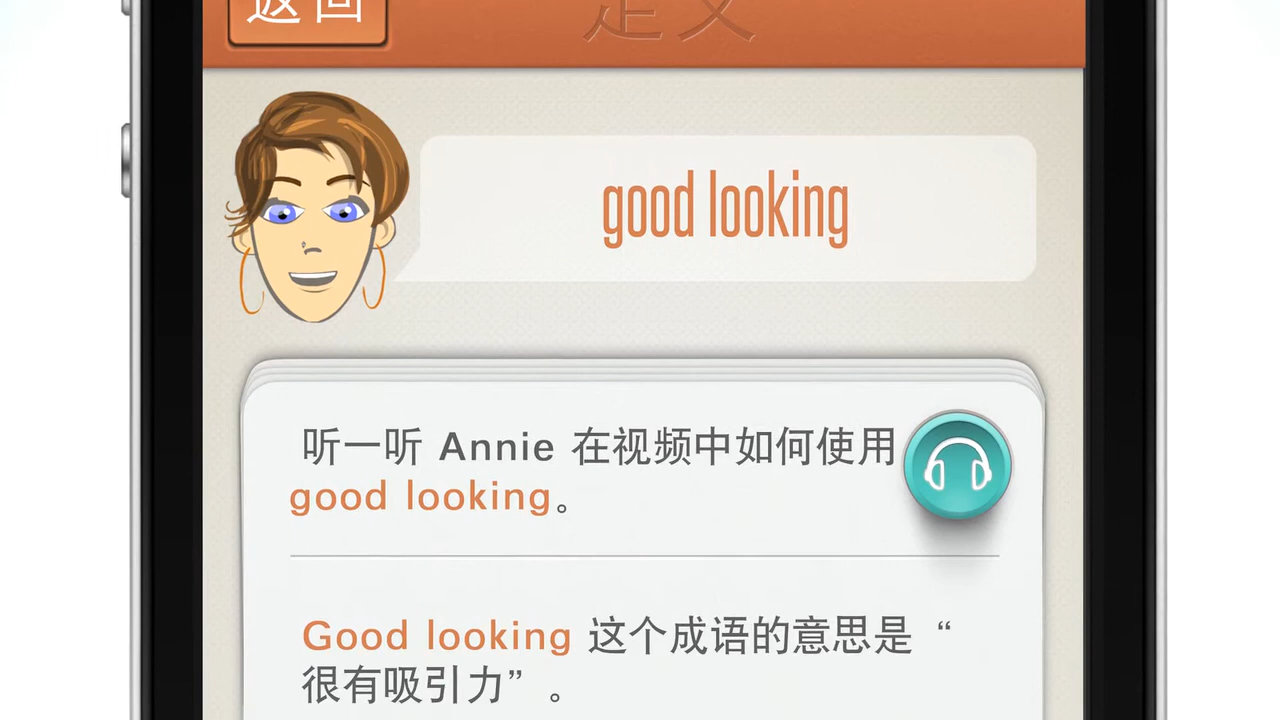 返回
定义
good looking
听一听 Annie 在视频中如何使用
good looking。
Good looking 这个成语的意思是“
很有吸引力”。